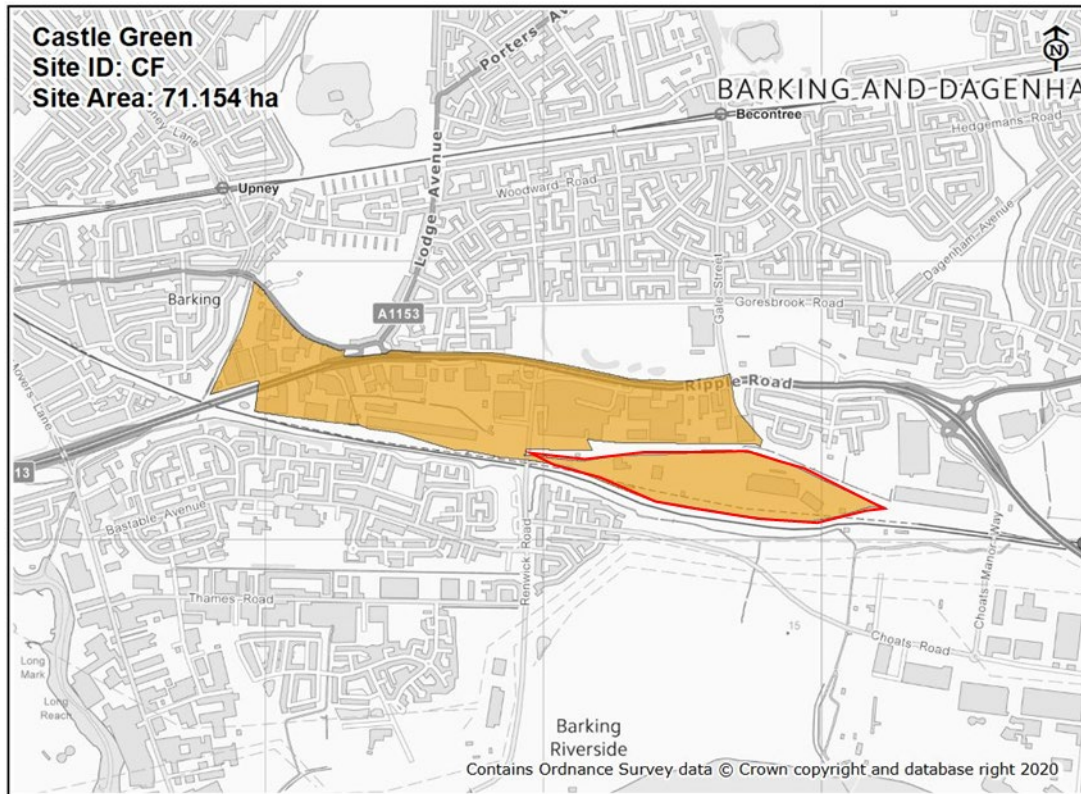 Castle Green
Site ID: CF
Site Area: 71.154 ha
N
BARKING AND DAGENHA
Porters Av
Becontree
Hedgemans Road
Upney
Lodge Avenue
Woodward Road
Dagenham Avenue
Gale Street
Barking
Goresbrook Road
A1153
Ripple Road
13
Bastable Avenue
Renwick Road
Choats Manor Way
Thames Road
15
Choats Road
Long
Mark
Long
Reach
Barking
Riverside
Contains Ordnance Survey data © Crown copyright and database right 2020